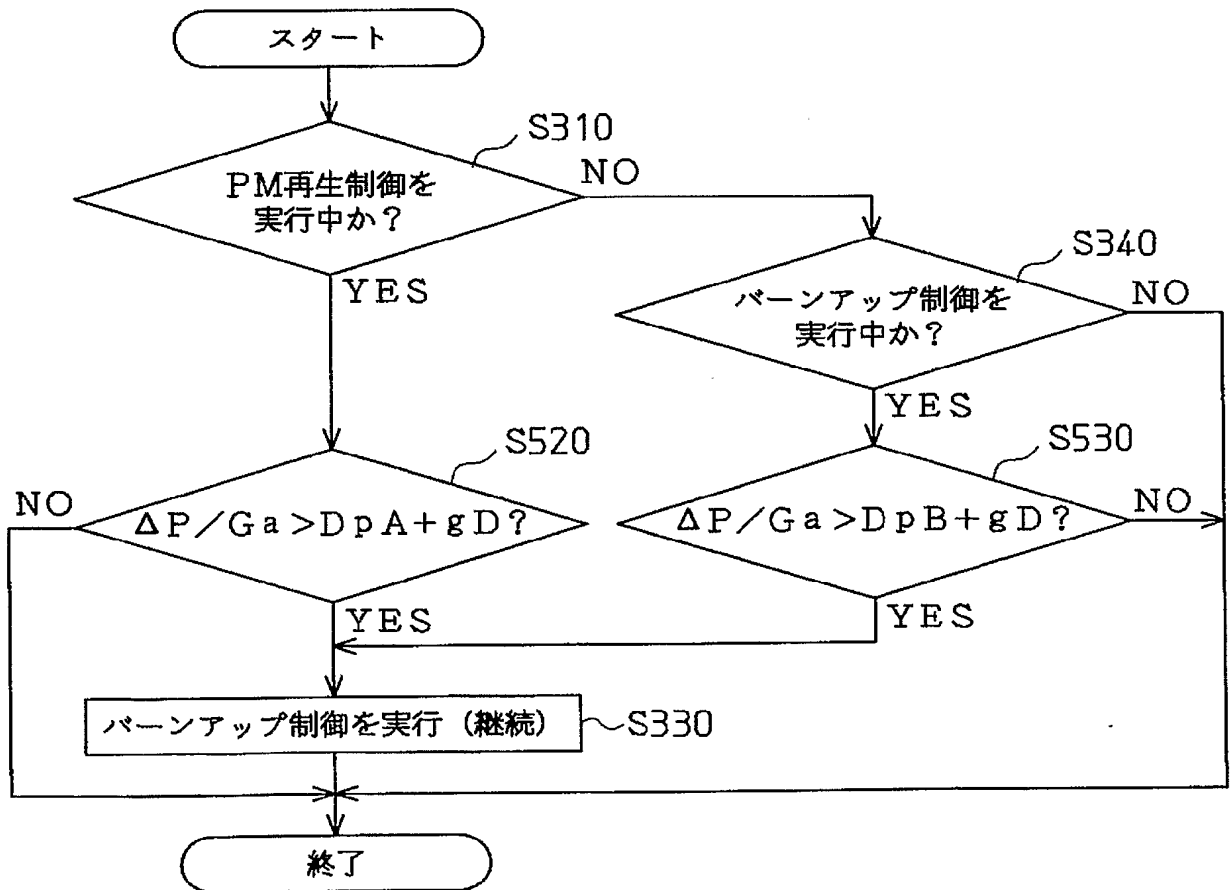 スタート
S310
PM再生制御を
実行中か？
NO
YES
S340
バーンアップ制御を
実行中か？
NO
YES
S520
NO
ΔP／Ga＞DpA＋gD？
YES
S530
ΔP／Ga＞DpB＋gD？
NO
YES
バーンアップ制御を実行（継続）
S330
終了